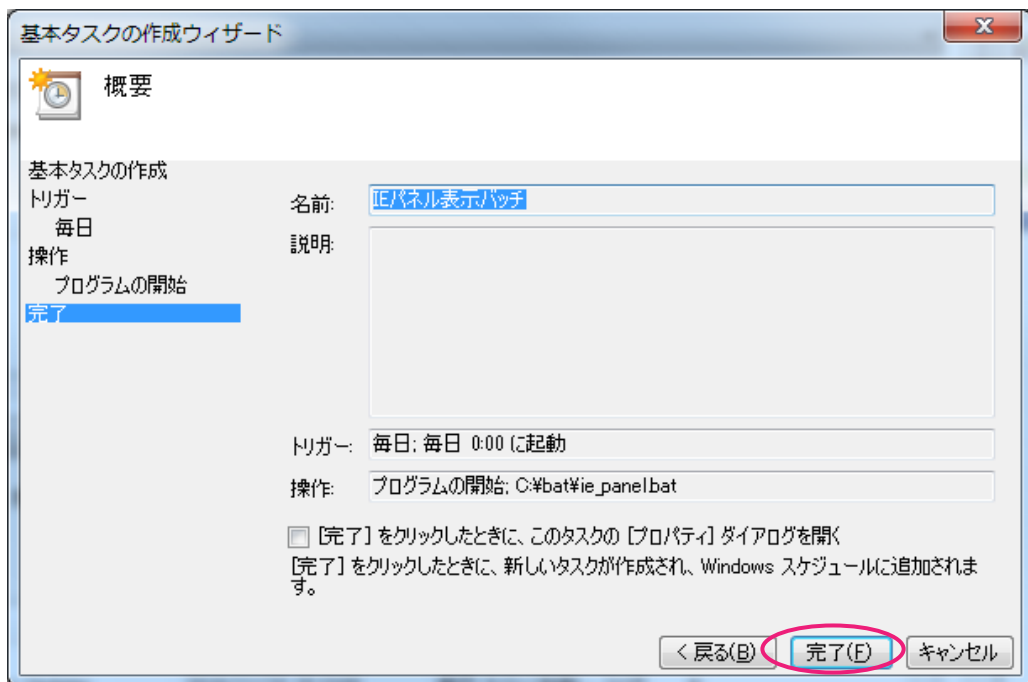 基本タスクの作成ウィザード
概要
基本タスクの作成
トリガー
毎日
操作
プログラムの開始
完了
名前: IEパネル表示バッチ
説明:
トリガー: 毎日; 毎日 0:00 に起動
操作: プログラムの開始; C:¥bat¥ie_panel.bat
[完了] をクリックしたときに、このタスクの [プロパティ] ダイアログを開く
[完了] をクリックしたときに、新しいタスクが作成され、Windows スケジュールに追加されま
す。
< 戻る(B) 完了(F) キャンセル